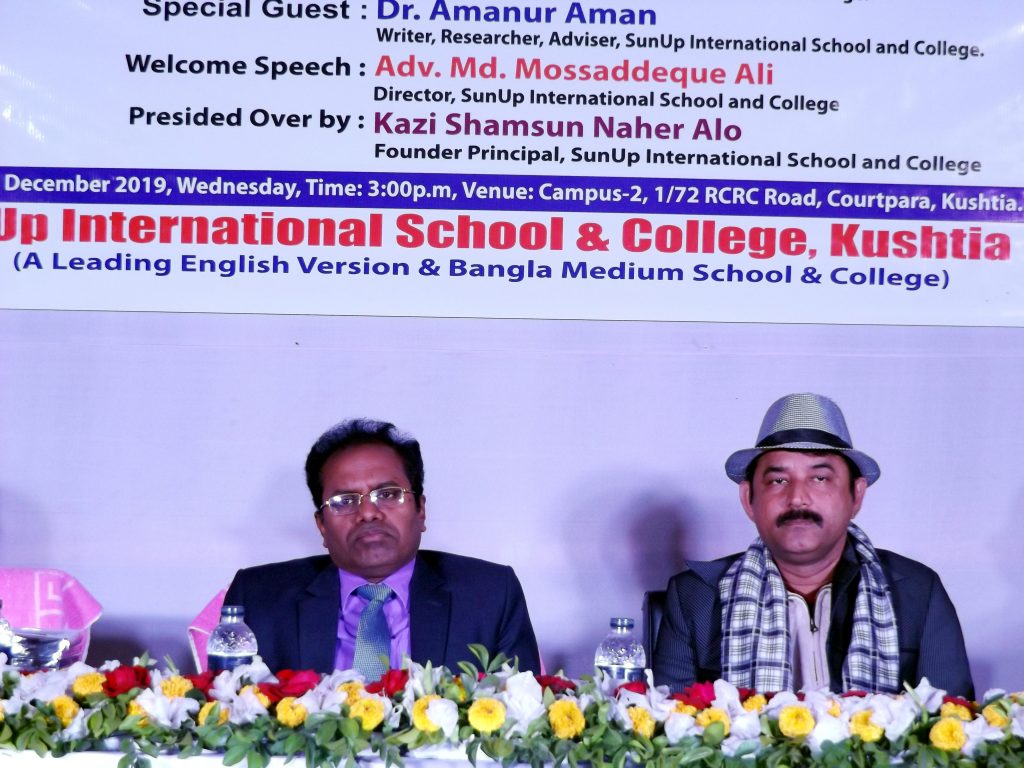 Special Guest : Dr. Amanur Aman
Writer, Researcher, Adviser, SunUp International School and College.
Welcome Speech : Adv. Md. Mossaddeque Ali
Director, SunUp International School and College
Presided Over by : Kazi Shamsun Naher Alo
Founder Principal, SunUp International School and College
December 2019, Wednesday, Time: 3:00p.m, Venue: Campus-2, 1/72 RCRC Road, Courtpara, Kushtia.
Up International School & College, Kushtia
(A Leading English Version & Bangla Medium School & College)